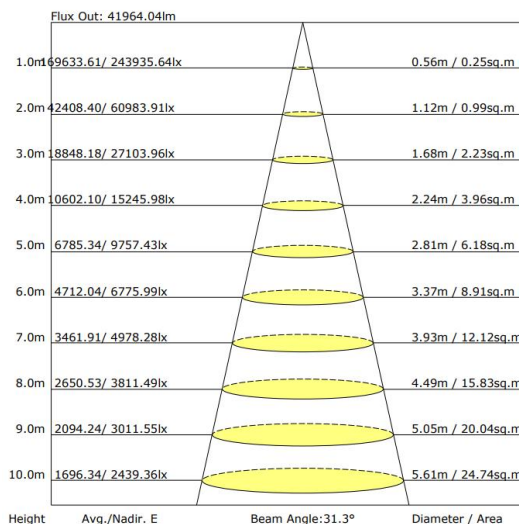 Flux Out: 41964.04lm
1.0m 169633.61/ 243935.64lx 0.56m / 0.25sq.m
2.0m 42408.40/ 60983.91lx 1.12m / 0.99sq.m
3.0m 18848.18/ 27103.96lx 1.68m / 2.23sq.m
4.0m 10602.10/ 15245.98lx 2.24m / 3.96sq.m
5.0m 6785.34/ 9757.43lx 2.81m / 6.18sq.m
6.0m 4712.04/ 6775.99lx 3.37m / 8.91sq.m
7.0m 3461.91/ 4978.28lx 3.93m / 12.12sq.m
8.0m 2650.53/ 3811.49lx 4.49m / 15.83sq.m
9.0m 2094.24/ 3011.55lx 5.05m / 20.04sq.m
10.0m 1696.34/ 2439.36lx 5.61m / 24.74sq.m
Height Avg./Nadir. E Beam Angle:31.3° Diameter / Area